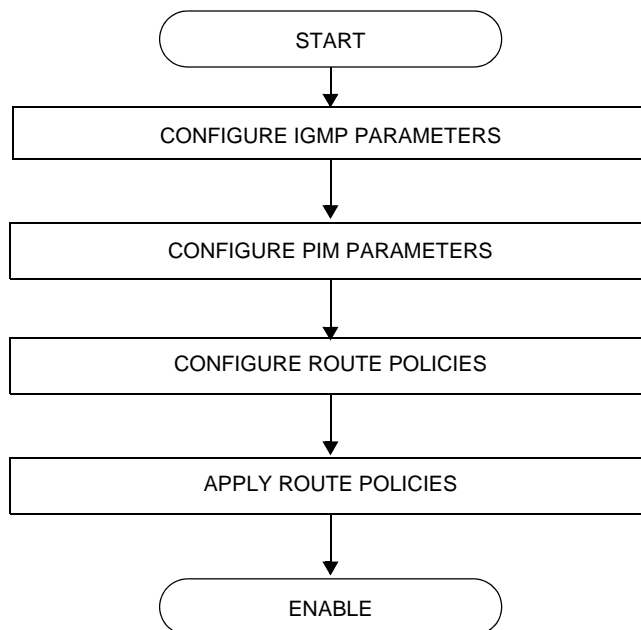 START
CONFIGURE IGMP PARAMETERS
CONFIGURE PIM PARAMETERS
CONFIGURE ROUTE POLICIES
APPLY ROUTE POLICIES
ENABLE